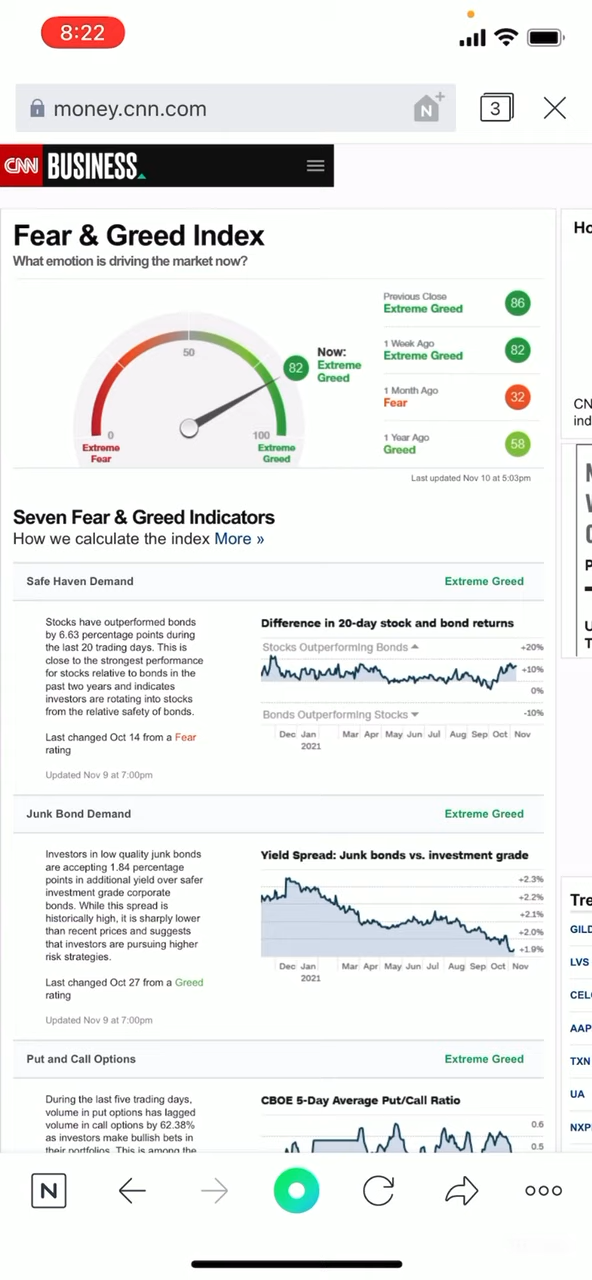 8:22
money.cnn.com
N
3
CNN BUSINESS
Ho
Fear & Greed Index
What emotion is driving the market now?
Previous Close
Extreme Greed
86
1 Week Ago
Extreme Greed
82
1 Month Ago
Fear
32
1 Year Ago
Greed
58
50
0
100
Extreme
Fear
Extreme
Greed
82
Now:
Extreme
Greed
Last updated Nov 10 at 5:03pm
CN
ind
Seven Fear & Greed Indicators
How we calculate the index More »
Safe Haven Demand
Extreme Greed
Stocks have outperformed bonds
by 6.63 percentage points during
the last 20 trading days. This is
close to the strongest performance
for stocks relative to bonds in the
past two years and indicates
investors are rotating into stocks
from the relative safety of bonds.
Last changed Oct 14 from a Fear
rating
Updated Nov 9 at 7:00pm
Difference in 20-day stock and bond returns
Stocks Outperforming Bonds
+20%
+10%
0%
-10%
Bonds Outperforming Stocks
Dec Jan Mar Apr May Jun Jul Aug Sep Oct Nov
2021
Junk Bond Demand
Extreme Greed
Investors in low quality junk bonds
are accepting 1.84 percentage
points in additional yield over safer
investment grade corporate
bonds. While this spread is
historically high, it is sharply lower
than recent prices and suggests
that investors are pursuing higher
risk strategies.
Last changed Oct 27 from a Greed
rating
Updated Nov 9 at 7:00pm
Yield Spread: Junk bonds vs. investment grade
+2.3%
+2.2%
+2.1%
+2.0%
+1.9%
Dec Jan Mar Apr May Jun Jul Aug Sep Oct Nov
2021
Tre
GILD
LVS
CEL
AAP
TXN
UA
NXP
Put and Call Options
Extreme Greed
During the last five trading days,
volume in put options has lagged
volume in call options by 62.38%
as investors make bullish bets in
their portfolios. This is among the
CBOE 5-Day Average Put/Call Ratio
0.6
0.5
N